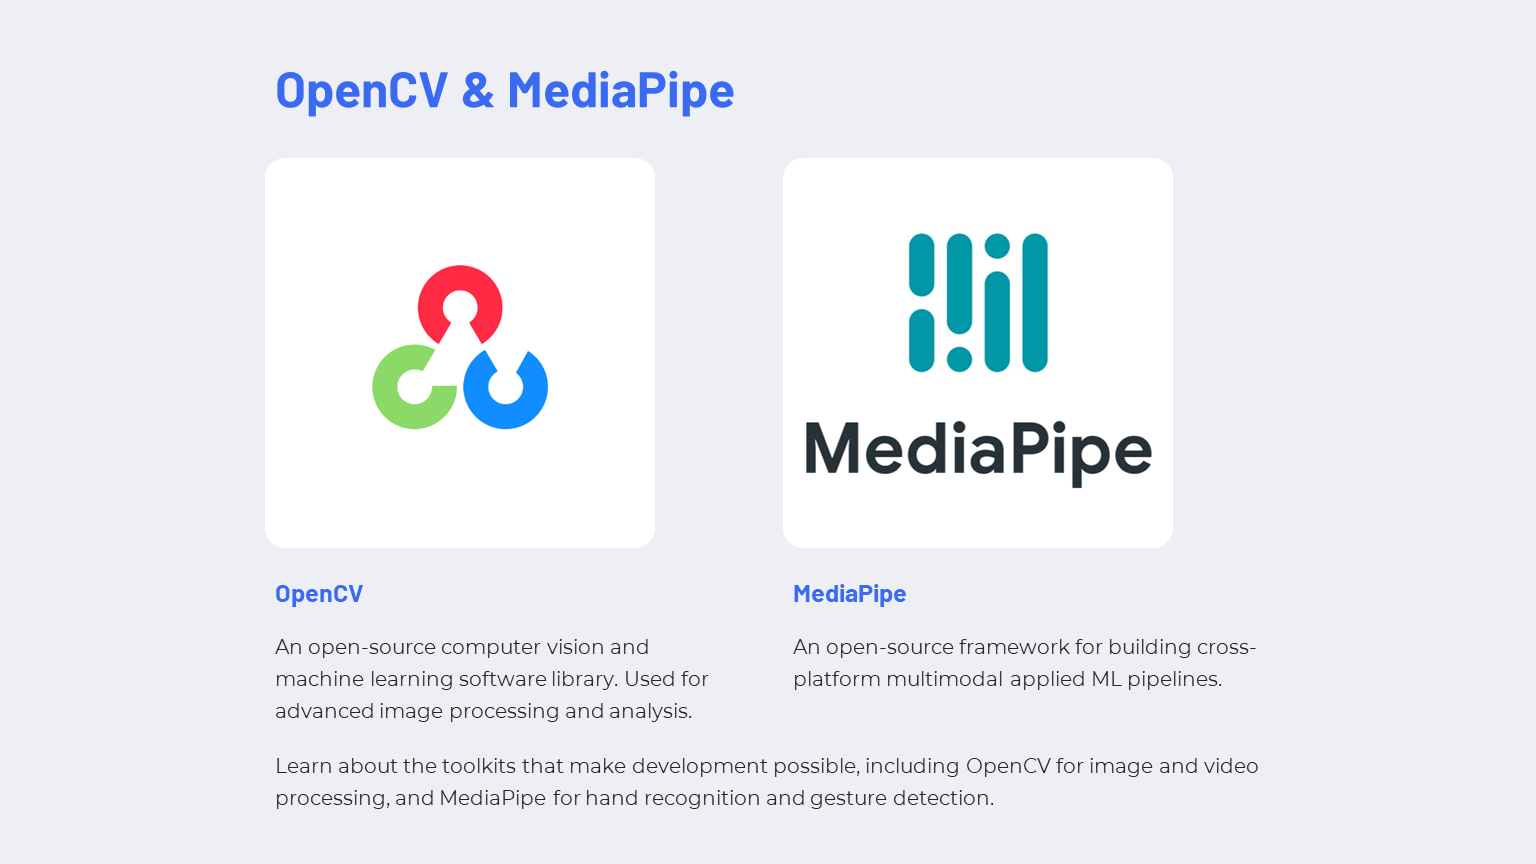 OpenCV & MediaPipe
MediaPipe
OpenCV
An open-source computer vision and
machine learning software library. Used for
advanced image processing and analysis.
MediaPipe
An open-source framework for building cross-
platform multimodal applied ML pipelines.
Learn about the toolkits that make development possible, including OpenCV for image and video
processing, and MediaPipe for hand recognition and gesture detection.